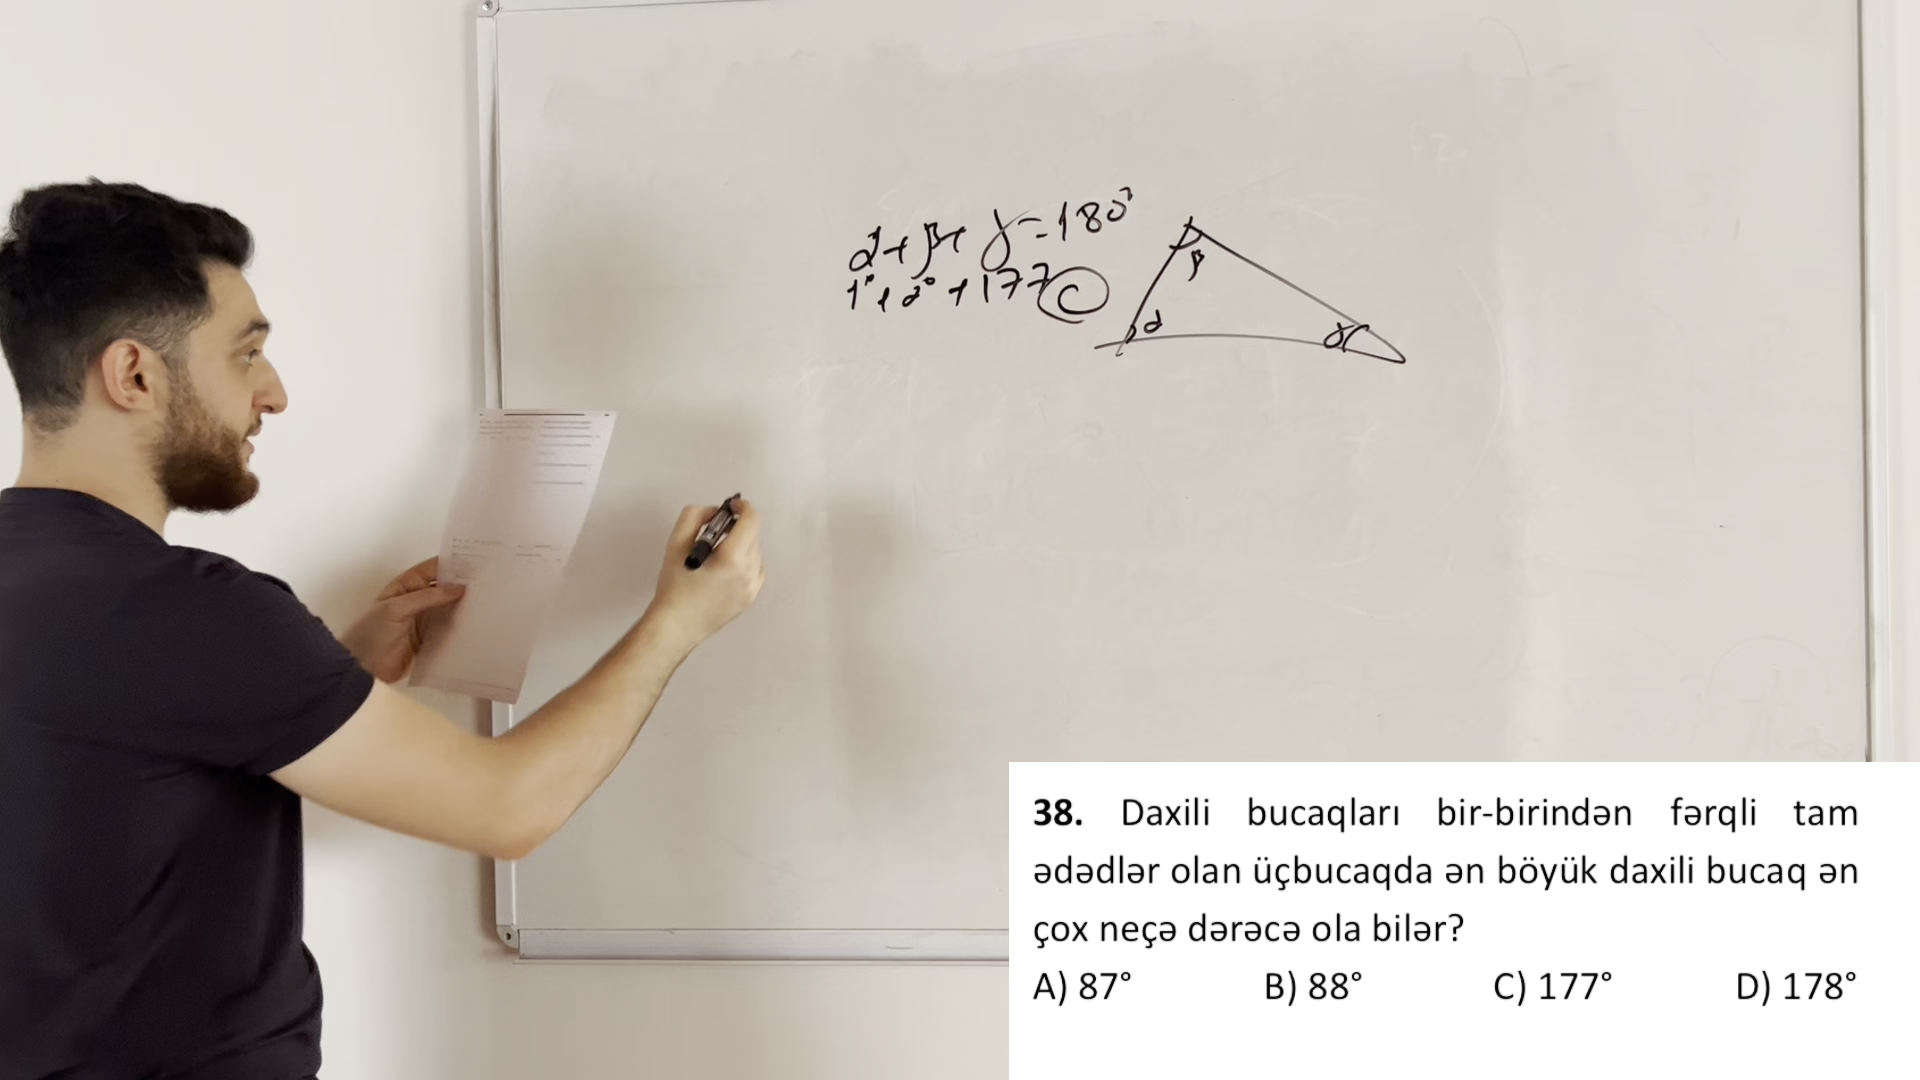 α+β+γ=180°
1°+2°+177 C
β
α
γ
38. Daxili bucaqları bir-birindən fərqli tam
ədədlər olan üçbucaqda ən böyük daxili bucaq ən
çox neçə dərəcə ola bilər?
A) 87° B) 88° C) 177° D) 178°